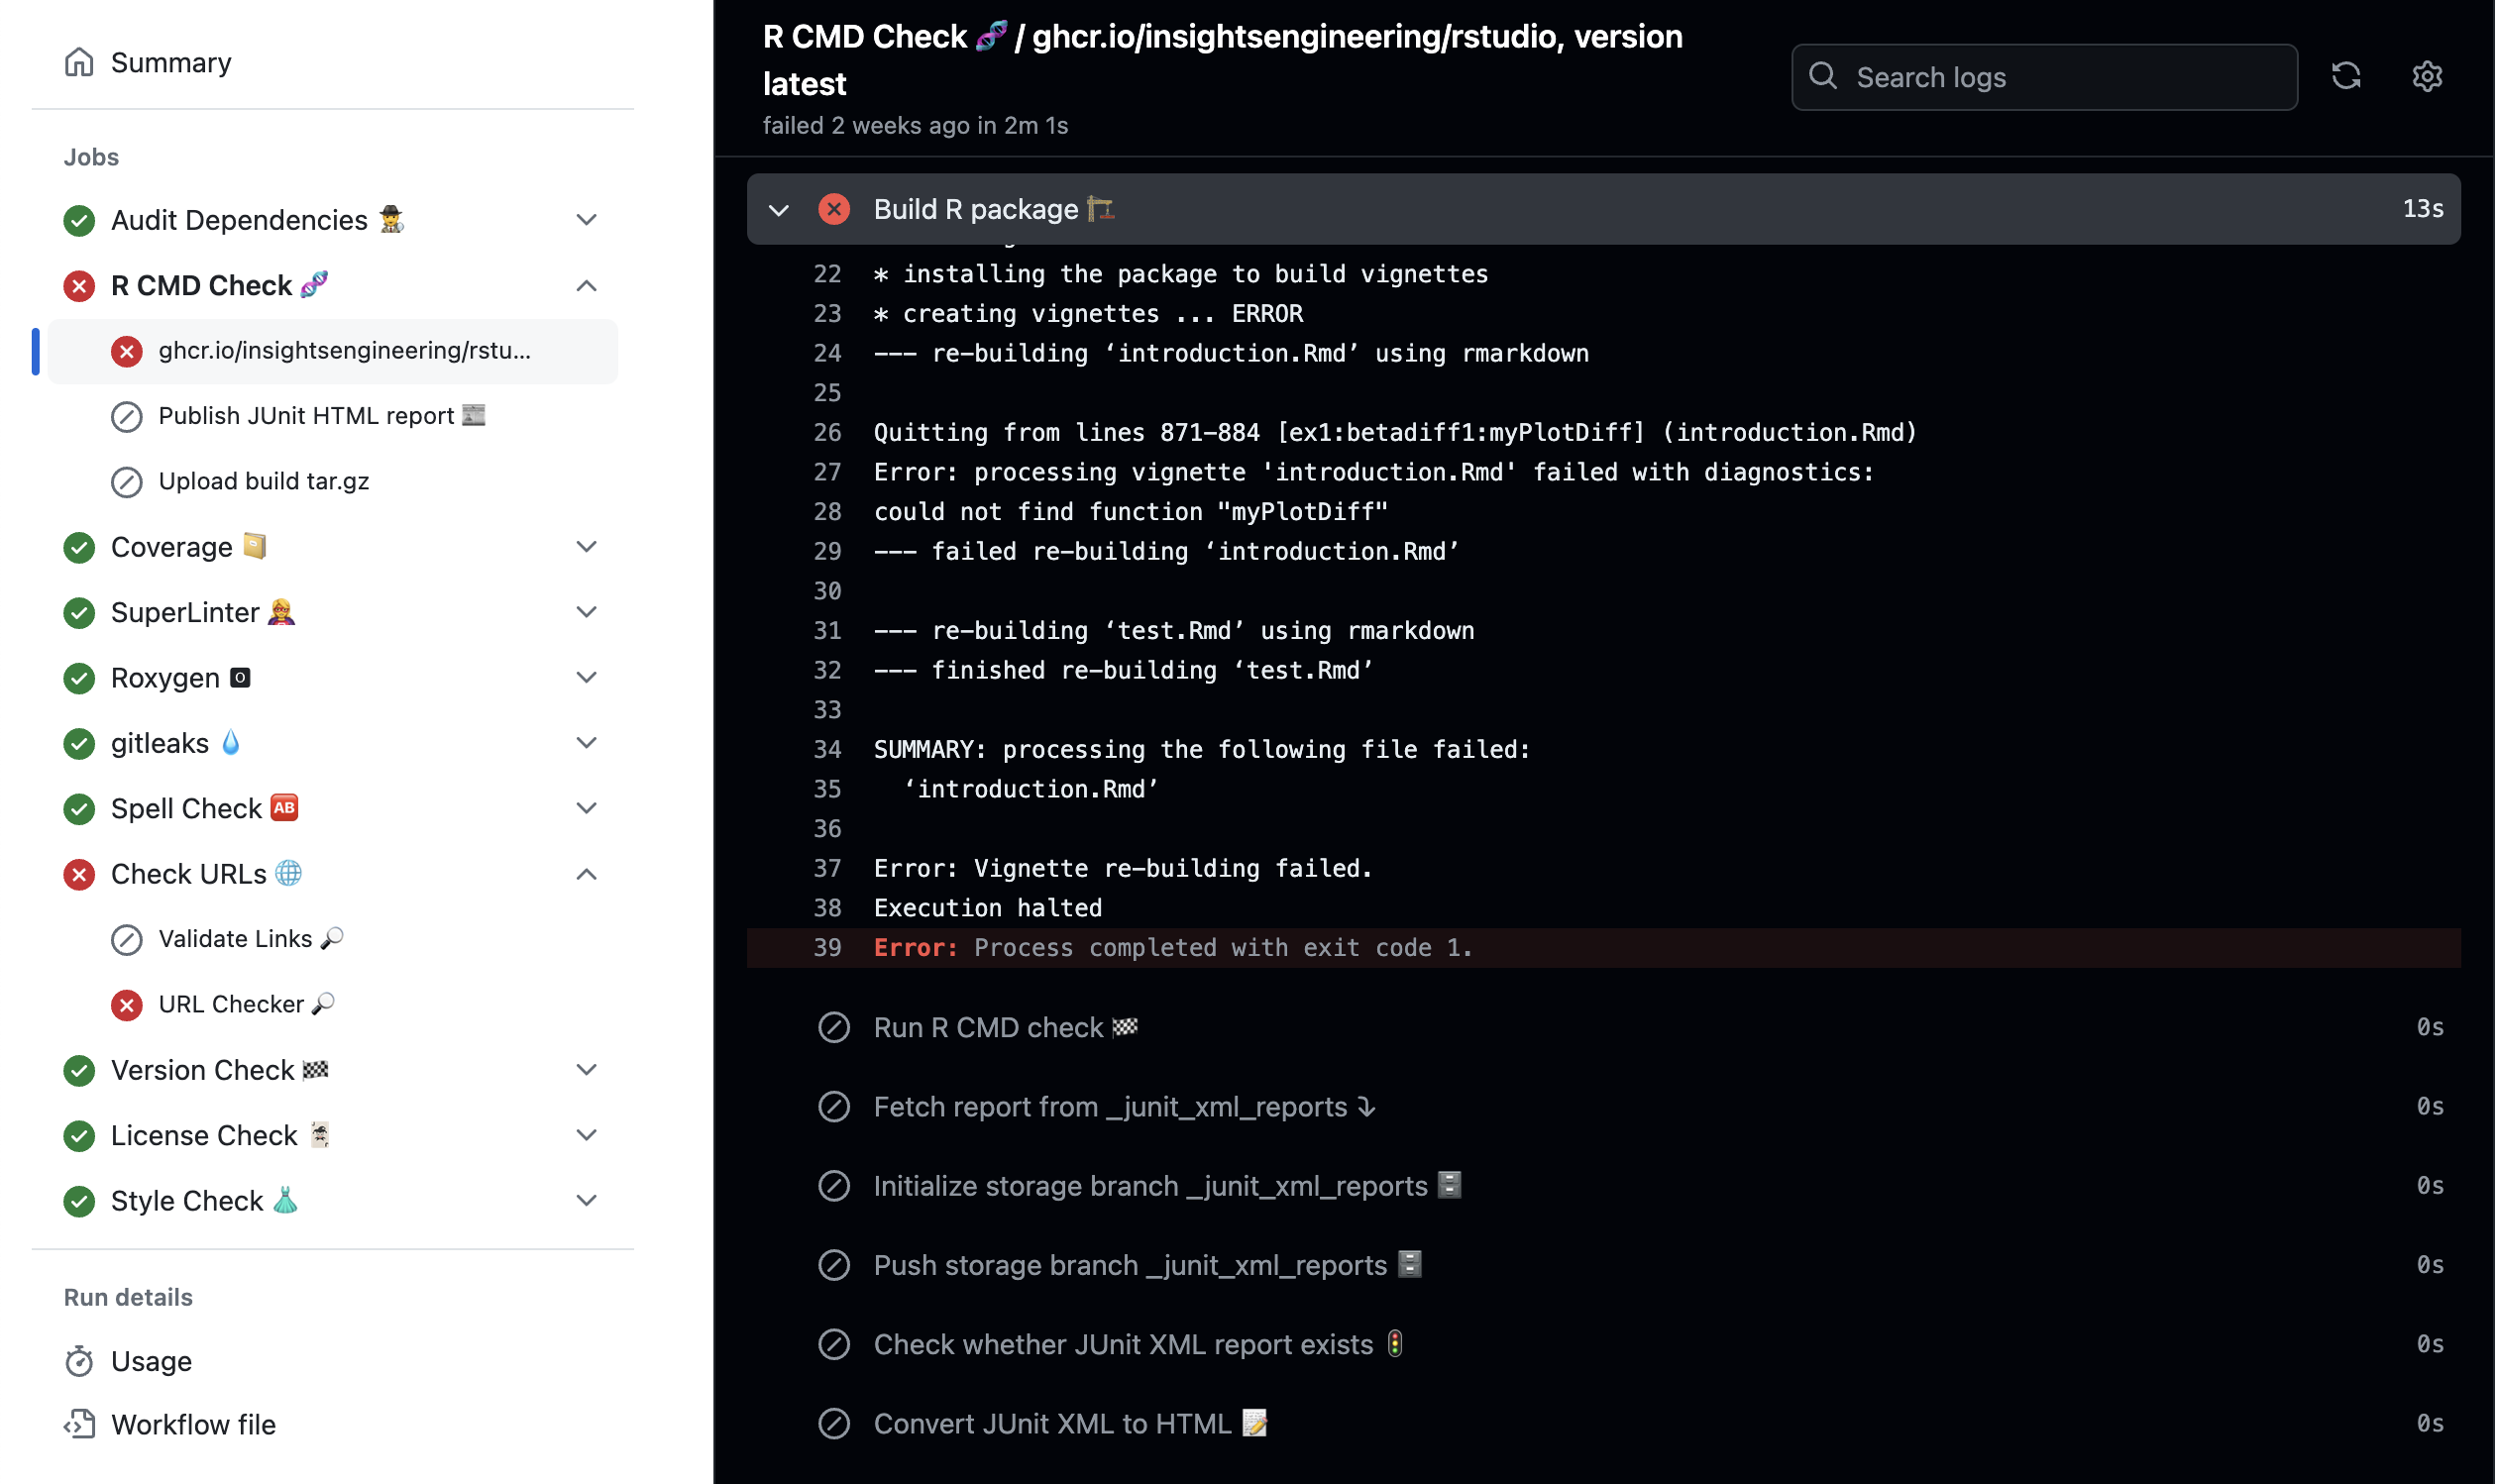 Summary
Jobs
Audit Dependencies
R CMD Check
ghcr.io/insightsengineering/rstu...
Publish JUnit HTML report
Upload build tar.gz
Coverage
SuperLinter
Roxygen
gitleaks
Spell Check
Check URLs
Validate Links
URL Checker
Version Check
License Check
Style Check
Run details
Usage
Workflow file
R CMD Check 🧬 / ghcr.io/insightsengineering/rstudio, version
latest
failed 2 weeks ago in 2m 1s
Search logs
Build R package 13s
22 * installing the package to build vignettes
23 * creating vignettes ... ERROR
24 --- re-building ‘introduction.Rmd’ using rmarkdown
25
26 Quitting from lines 871-884 [ex1:betadiff1:myPlotDiff] (introduction.Rmd)
27 Error: processing vignette 'introduction.Rmd' failed with diagnostics:
28 could not find function "myPlotDiff"
29 --- failed re-building ‘introduction.Rmd’
30
31 --- re-building ‘test.Rmd’ using rmarkdown
32 --- finished re-building ‘test.Rmd’
33
34 SUMMARY: processing the following file failed:
35 ‘introduction.Rmd’
36
37 Error: Vignette re-building failed.
38 Execution halted
39 Error: Process completed with exit code 1.
Run R CMD check 0s
Fetch report from _junit_xml_reports 0s
Initialize storage branch _junit_xml_reports 0s
Push storage branch _junit_xml_reports 0s
Check whether JUnit XML report exists 0s
Convert JUnit XML to HTML 0s